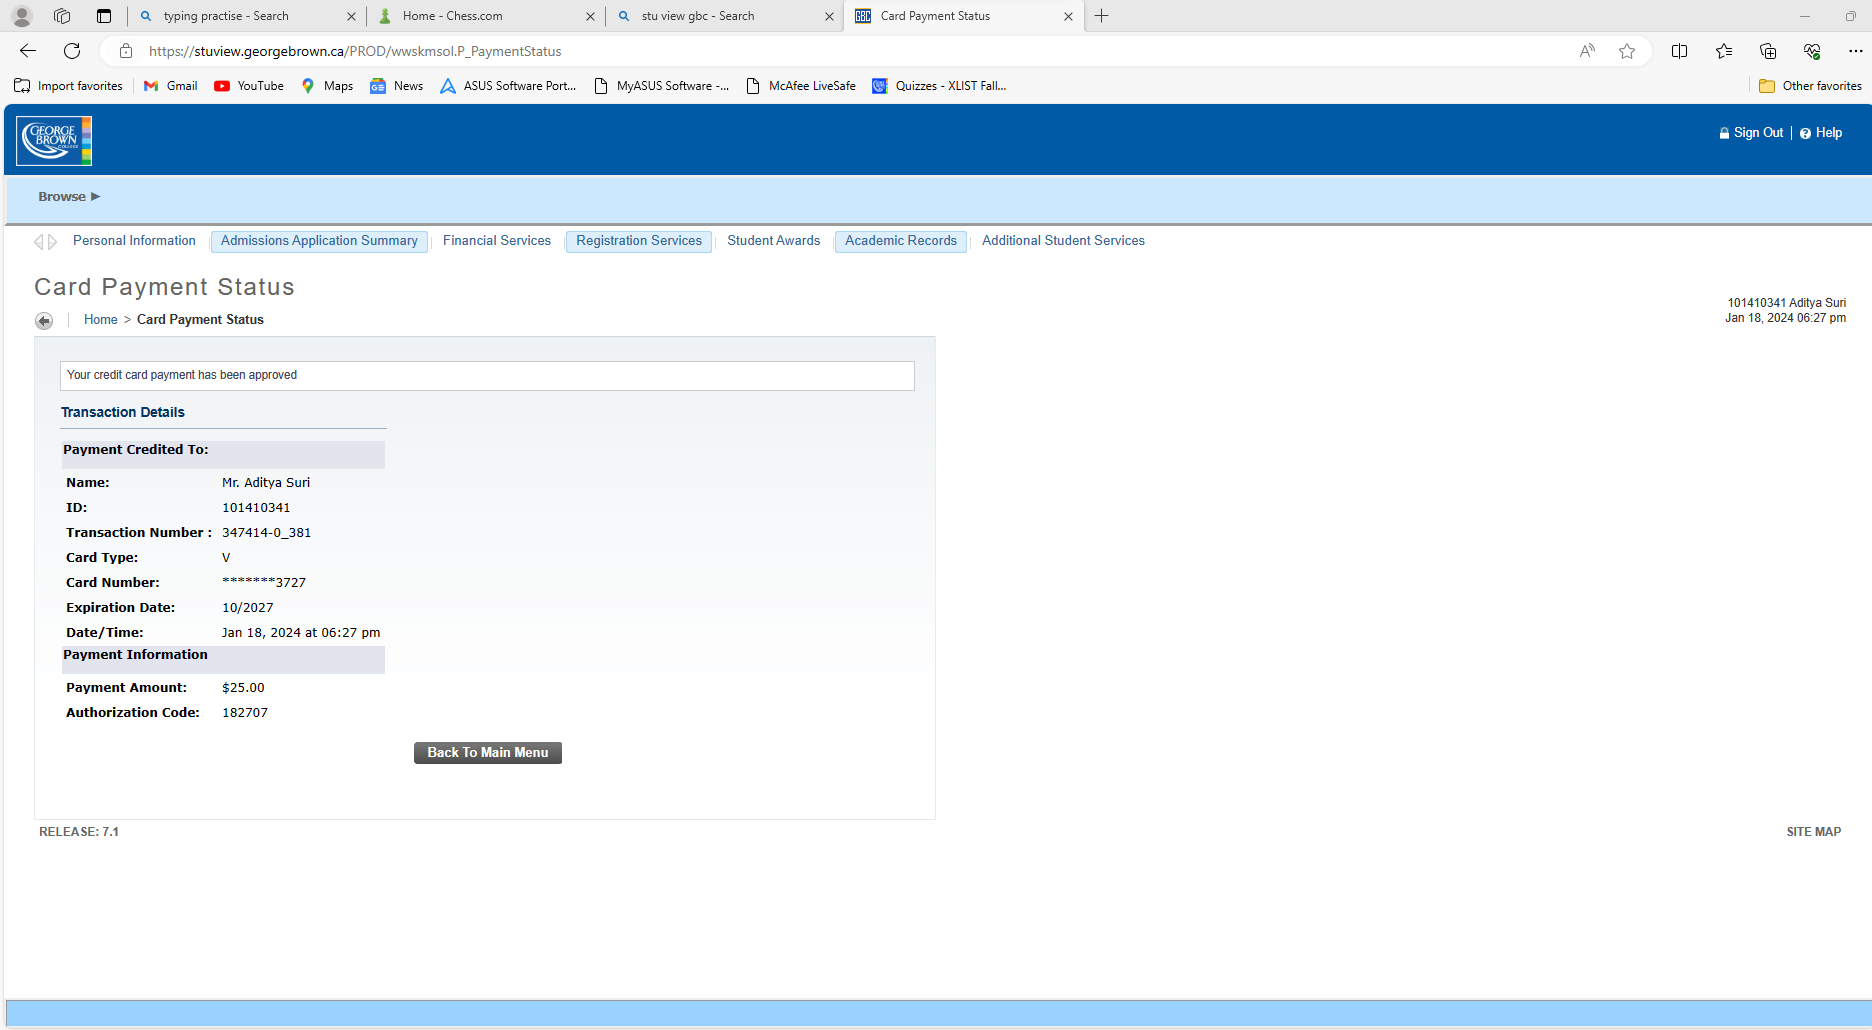 typing practise - Search
Home - Chess.com
stu view gbc - Search
GBC Card Payment Status
https://stuview.georgebrown.ca/PROD/wwskmsol.P_PaymentStatus
Import favorites
Gmail
YouTube
Maps
News
ASUS Software Port...
MyASUS Software -...
McAfee LiveSafe
Quizzes - XLIST Fall...
Other favorites
GEORGE
BROWN
COLLEGE
Sign Out
Help
Browse
Personal Information
Admissions Application Summary
Financial Services
Registration Services
Student Awards
Academic Records
Additional Student Services
Card Payment Status
101410341 Aditya Suri
Jan 18, 2024 06:27 pm
Home > Card Payment Status
Your credit card payment has been approved
Transaction Details
Payment Credited To:
Name: Mr. Aditya Suri
ID: 101410341
Transaction Number : 347414-0_381
Card Type: V
Card Number: *******3727
Expiration Date: 10/2027
Date/Time: Jan 18, 2024 at 06:27 pm
Payment Information
Payment Amount: $25.00
Authorization Code: 182707
Back To Main Menu
RELEASE: 7.1
SITE MAP